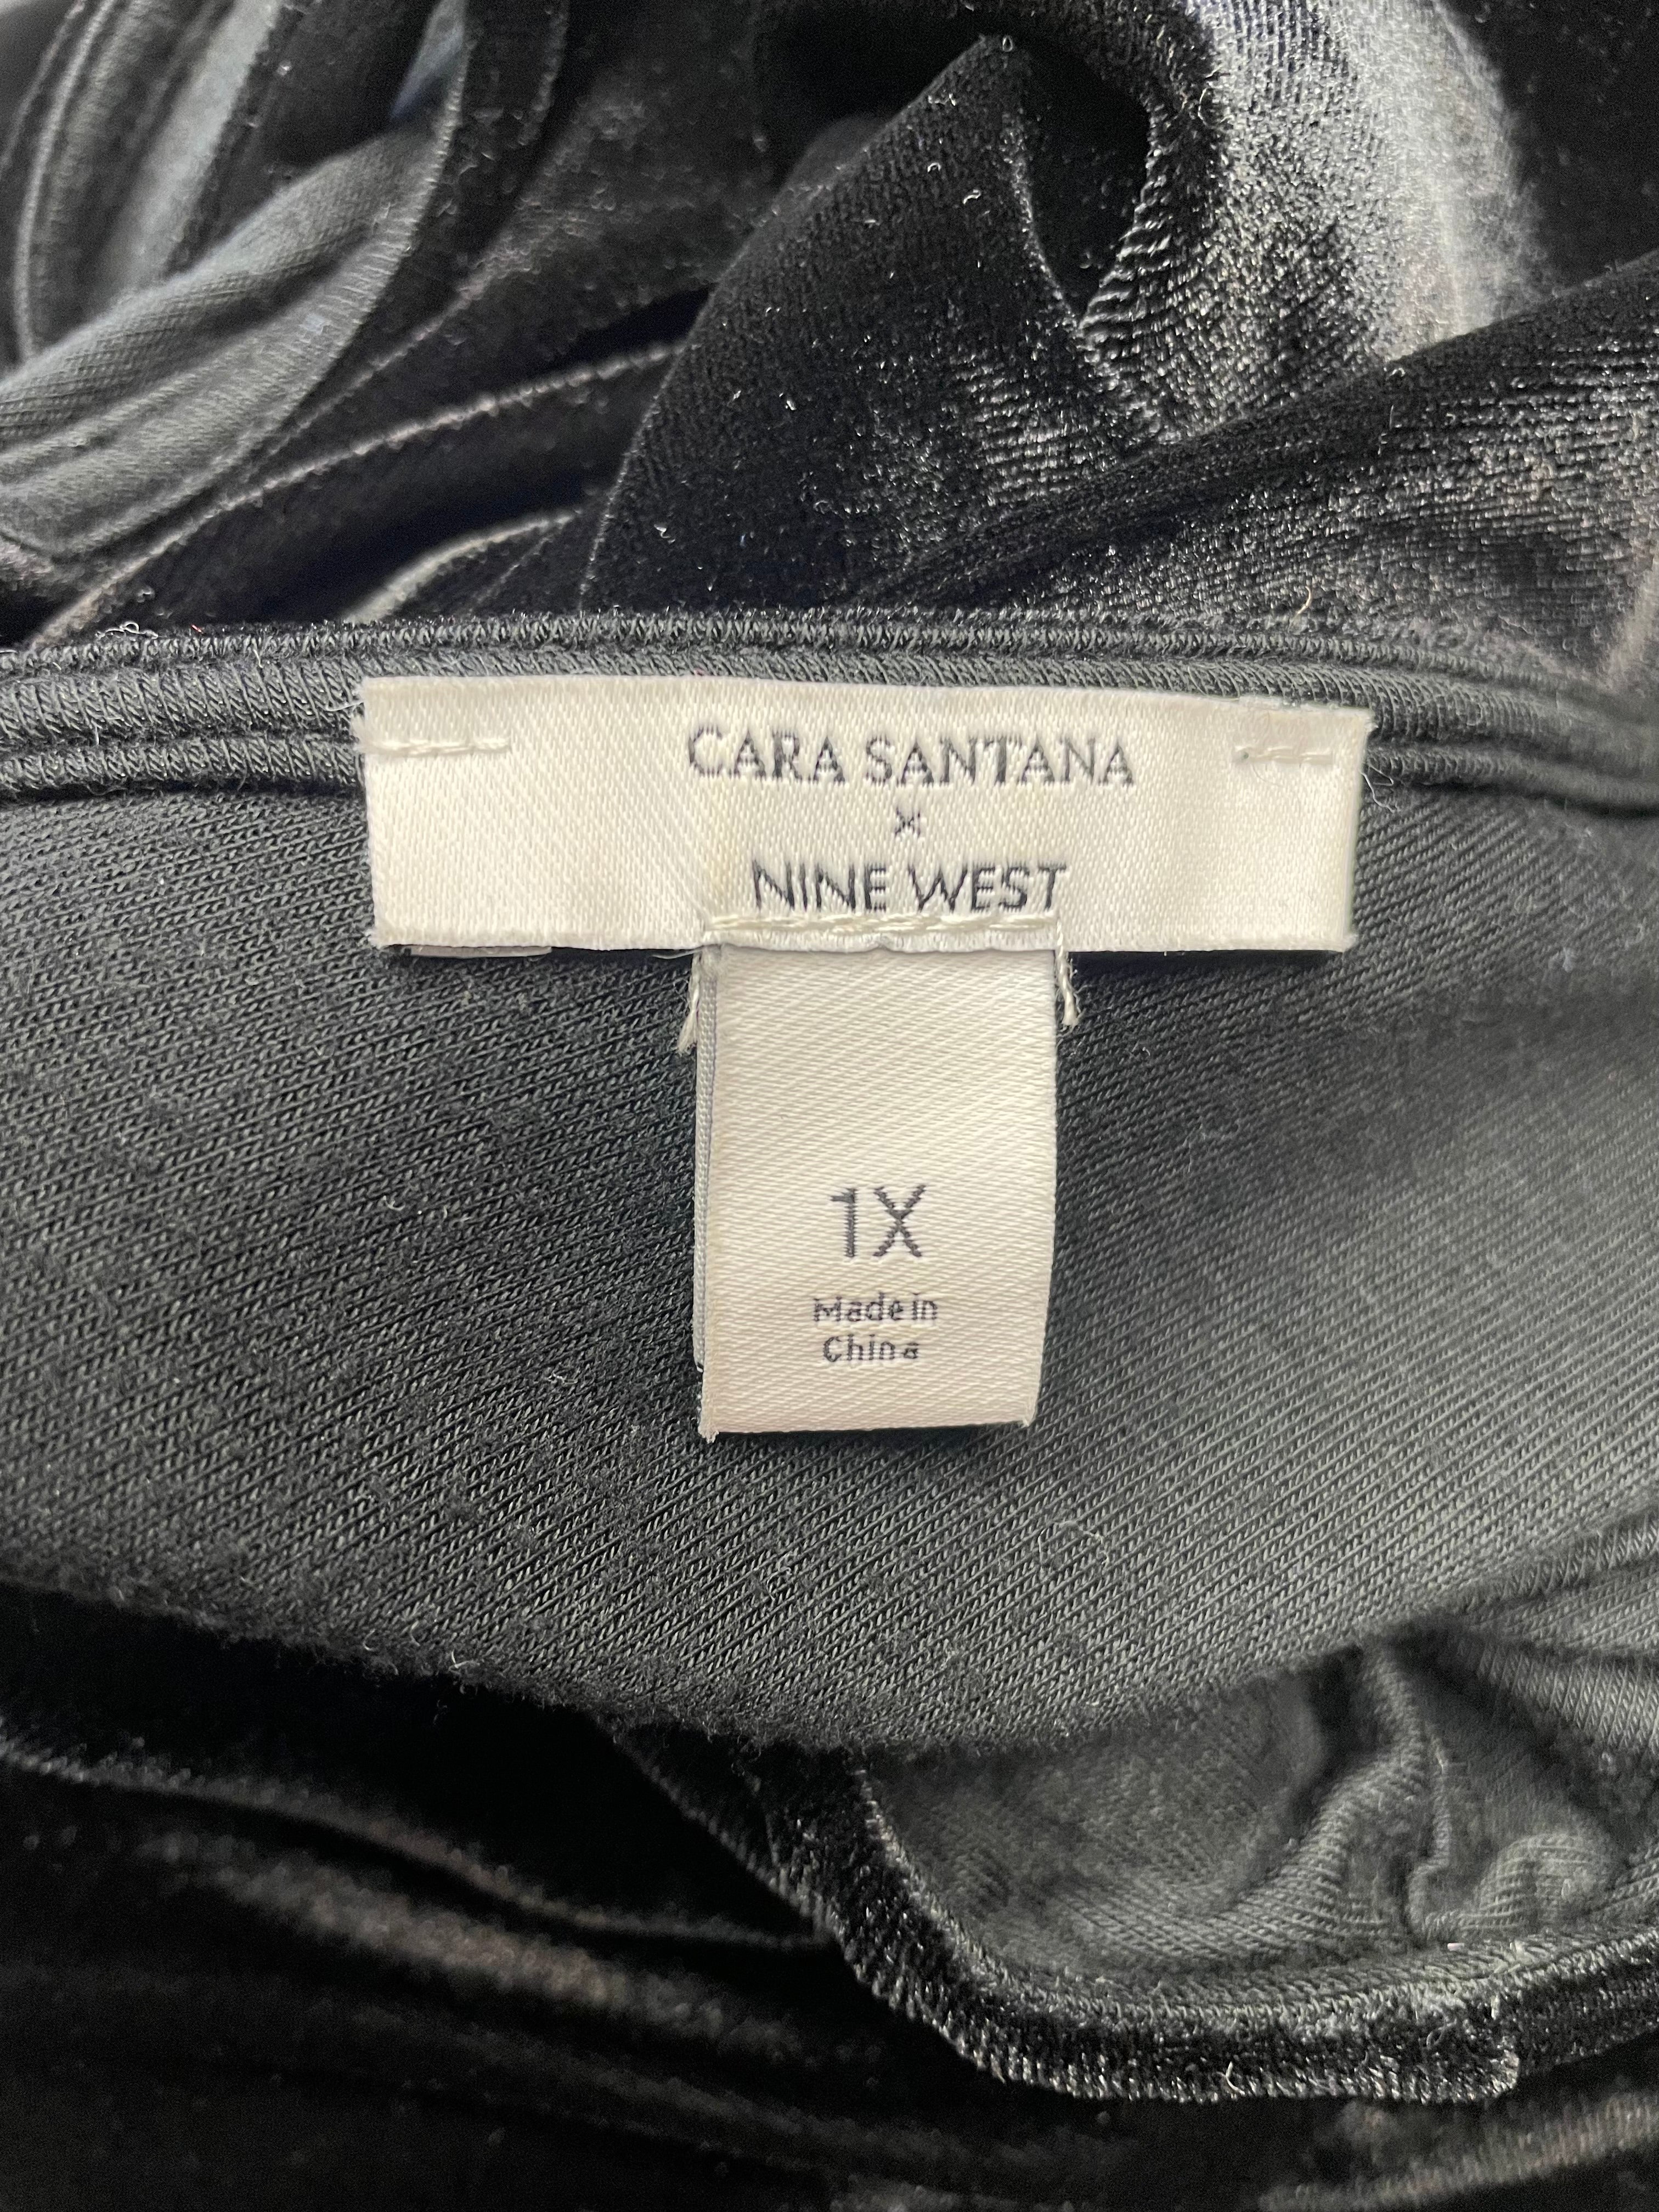 CARA SANTANA
×
NINE WEST
1X
Made in
China